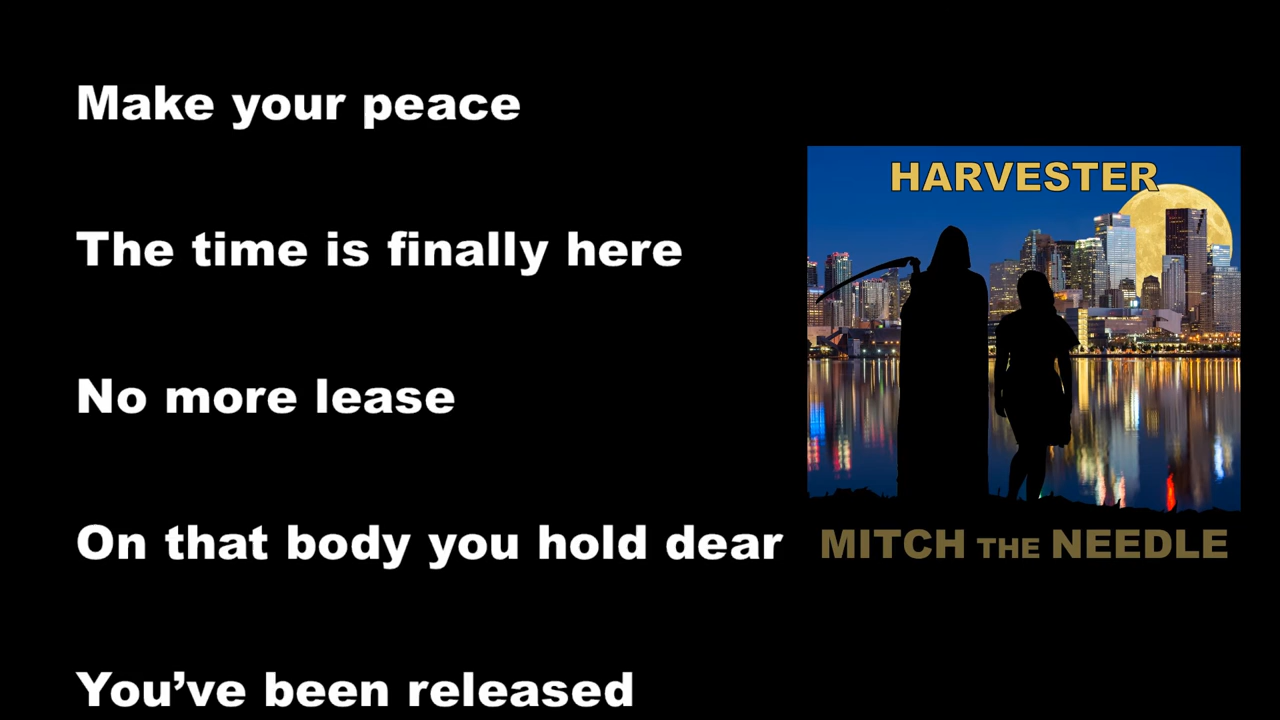 Make your peace
The time is finally here
No more lease
On that body you hold dear
You’ve been released
HARVESTER
MITCH THE NEEDLE